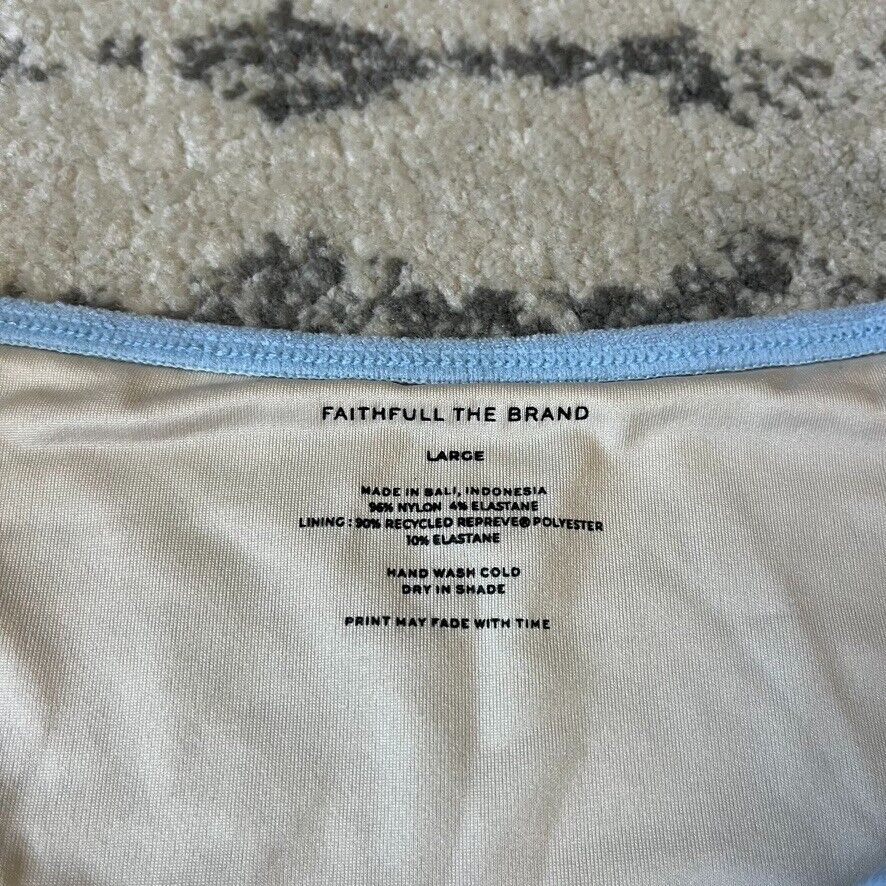 FAITHFULL THE BRAND
LARGE
MADE IN BALI, INDONESIA
96% NYLON 4% ELASTANE
LINING : 90% RECYCLED REPREVE® POLYESTER
10% ELASTANE
HAND WASH COLD
DRY IN SHADE
PRINT MAY FADE WITH TIME